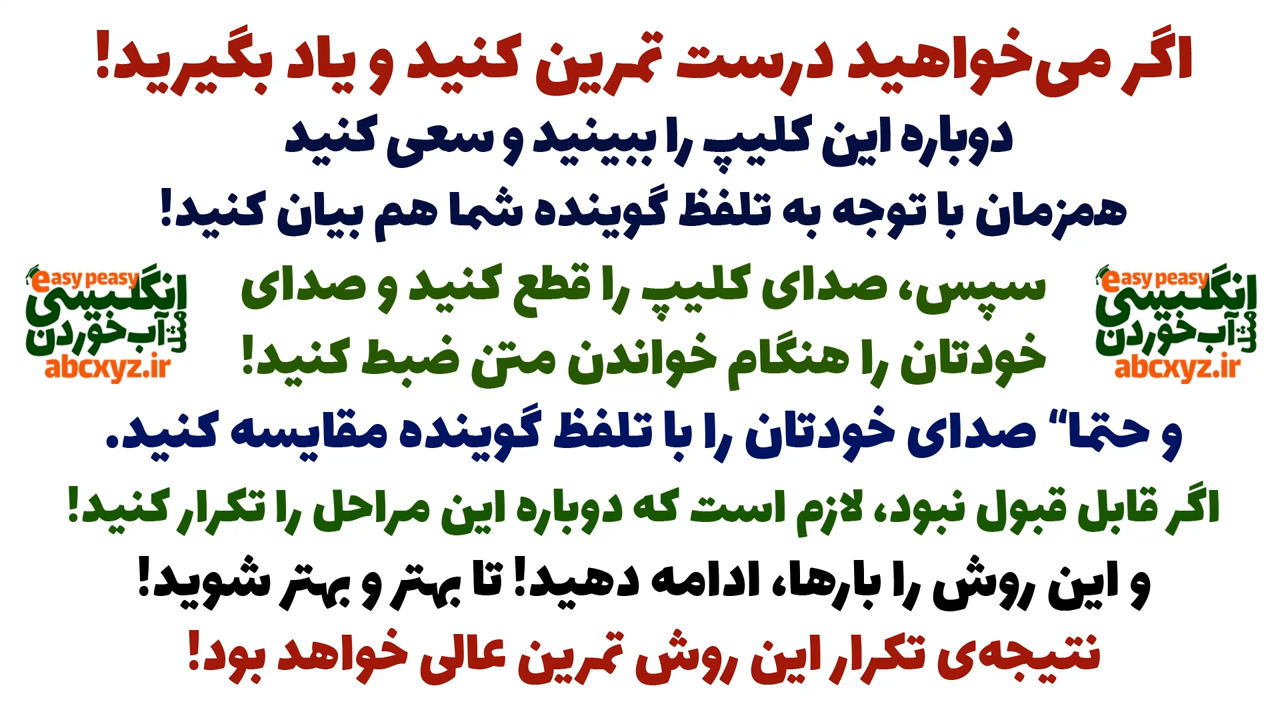 اگر می‌خواهید درست تمرین کنید و یاد بگیرید!
دوباره این کلیپ را ببینید و سعی کنید
همزمان با توجه به تلفظ گوینده شما هم بیان کنید!
سپس، صدای کلیپ را قطع کنید و صدای
خودتان را هنگام خواندن متن ضبط کنید!
و حتما“ صدای خودتان را با تلفظ گوینده مقایسه کنید.
اگر قابل قبول نبود، لازم است که دوباره این مراحل را تکرار کنید!
و این روش را بارها، ادامه دهید! تا بهتر و بهتر شوید!
نتیجه‌ی تکرار این روش تمرین عالی خواهد بود!
easy peasy
انگلیسی
مثل آب خوردن
abcxyz.ir
easy peasy
انگلیسی
مثل آب خوردن
abcxyz.ir